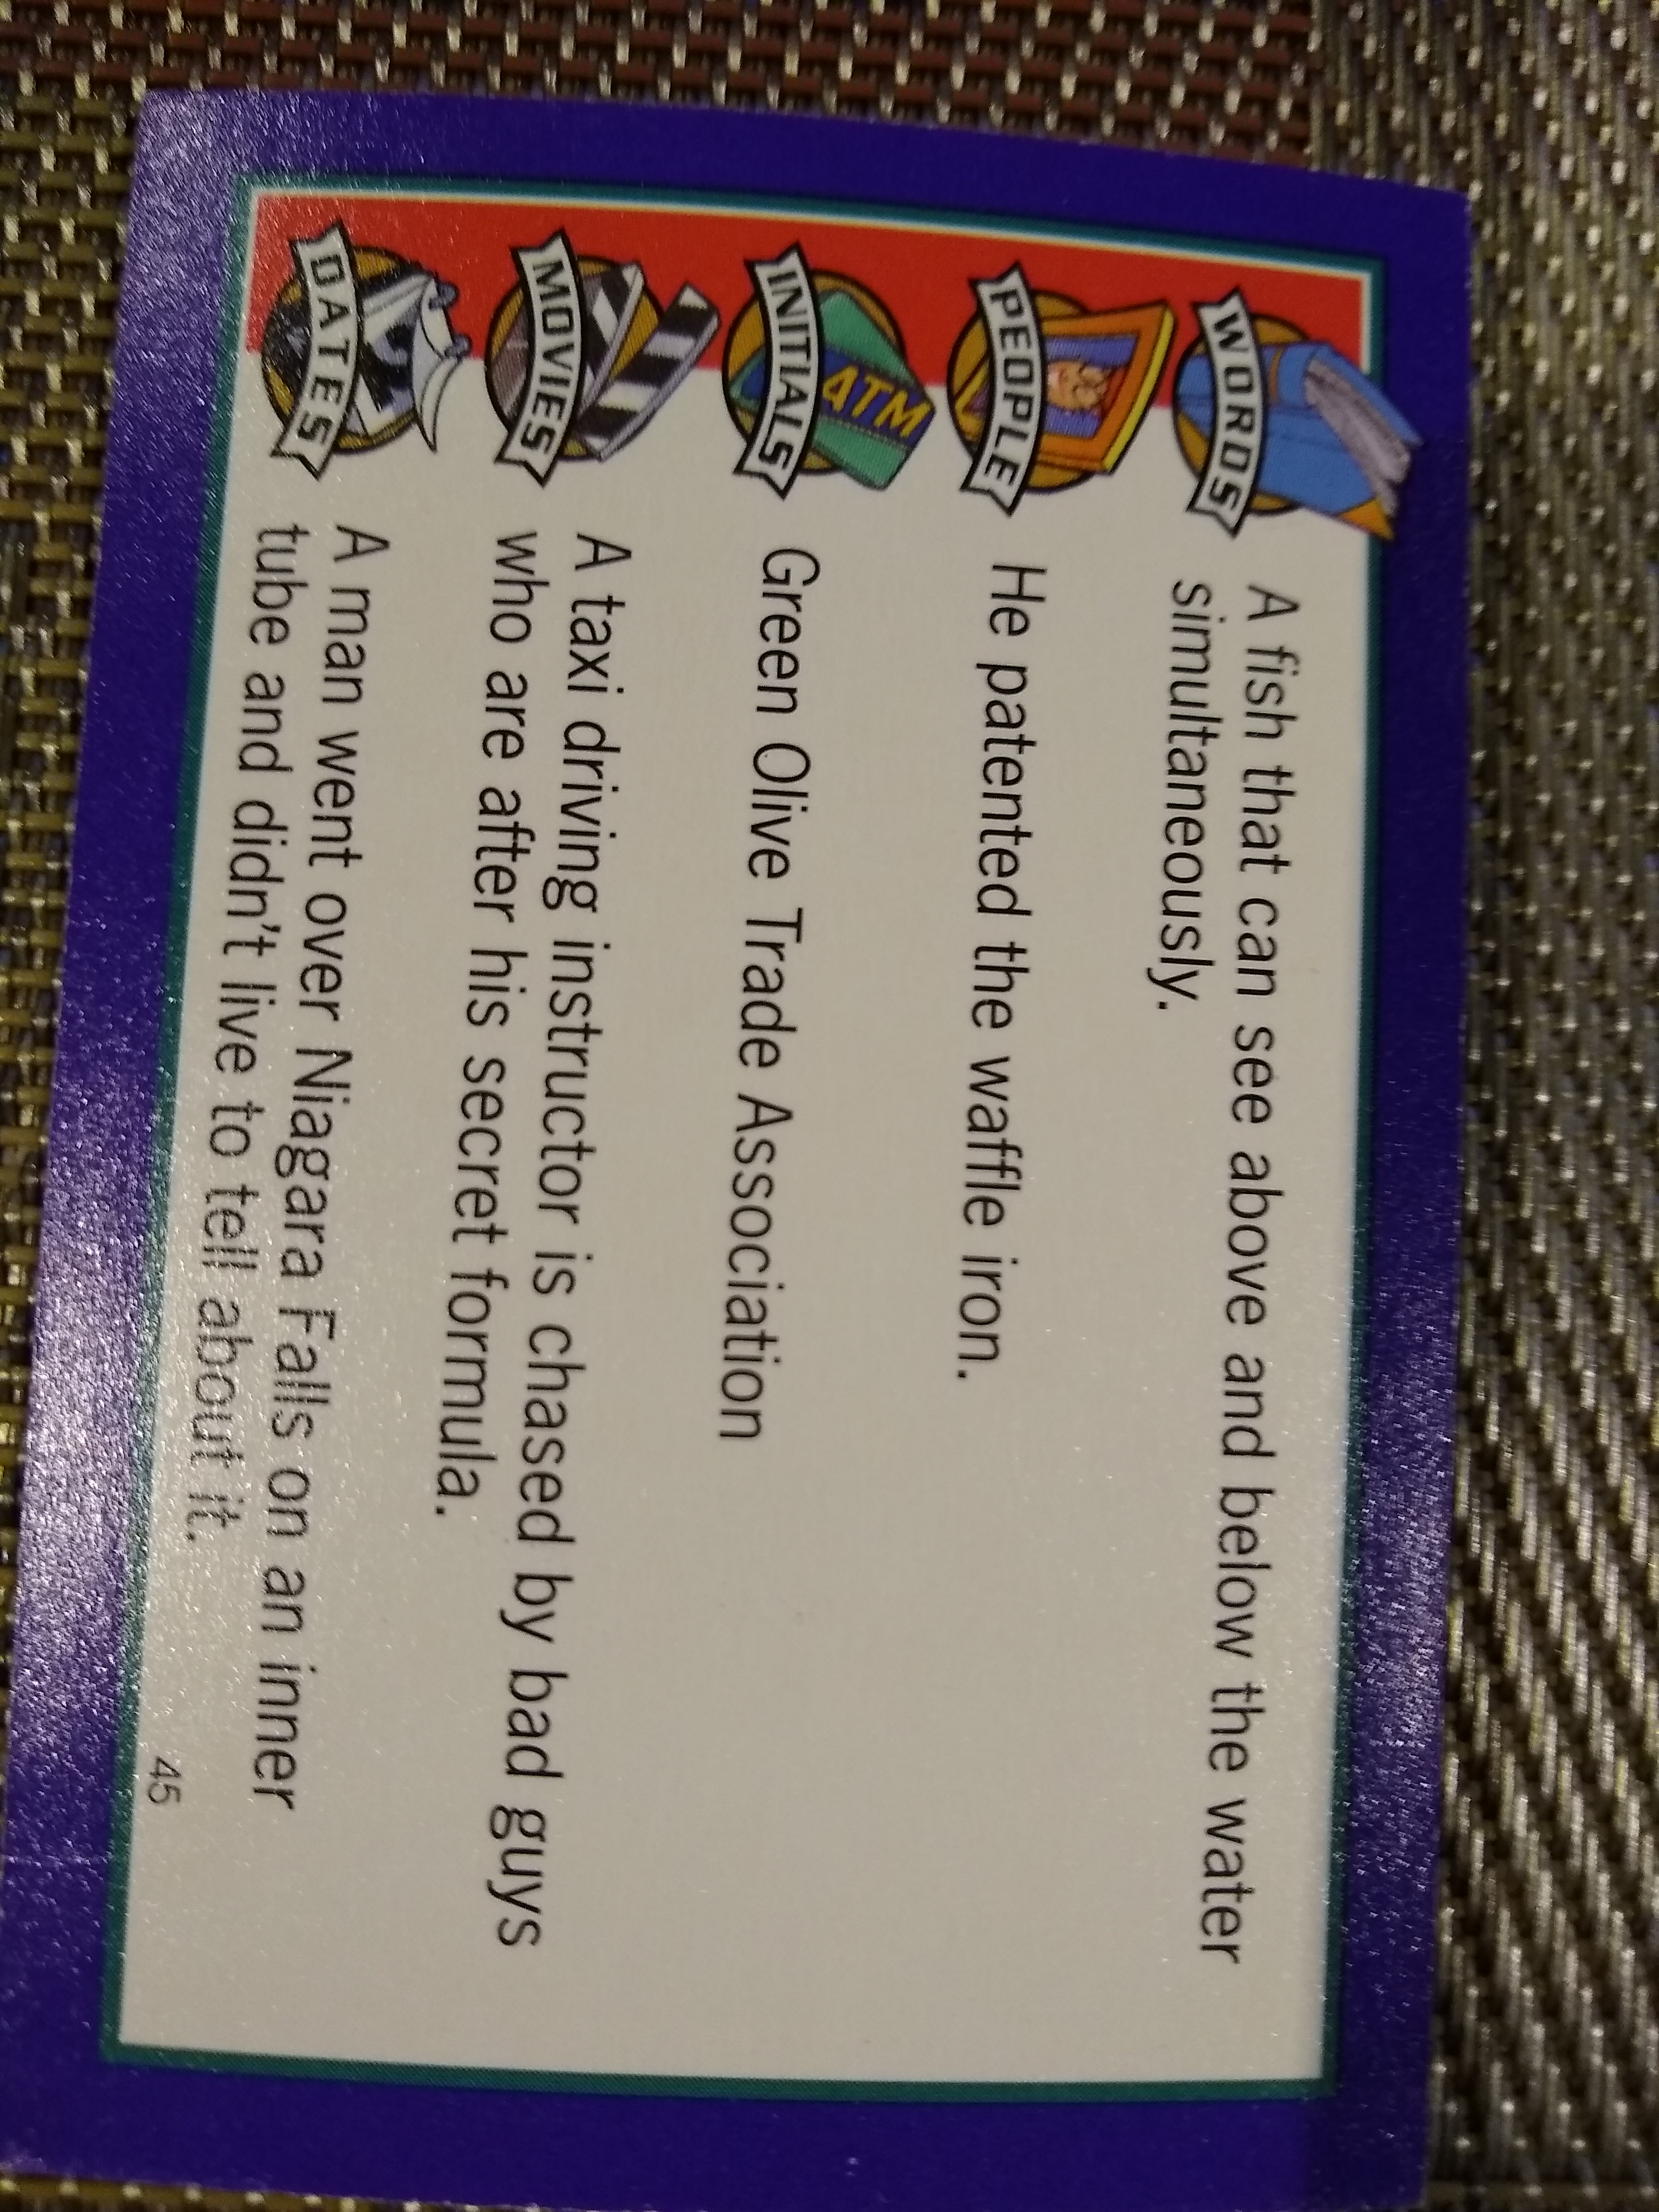 WORDS
A fish that can see above and below the water
simultaneously.
PEOPLE
He patented the waffle iron.
ATM
INITIALS
Green Olive Trade Association
MOVIES
A taxi driving instructor is chased by bad guys
who are after his secret formula.
DATES
A man went over Niagara Falls on an inner
tube and didn't live to tell about it.
45